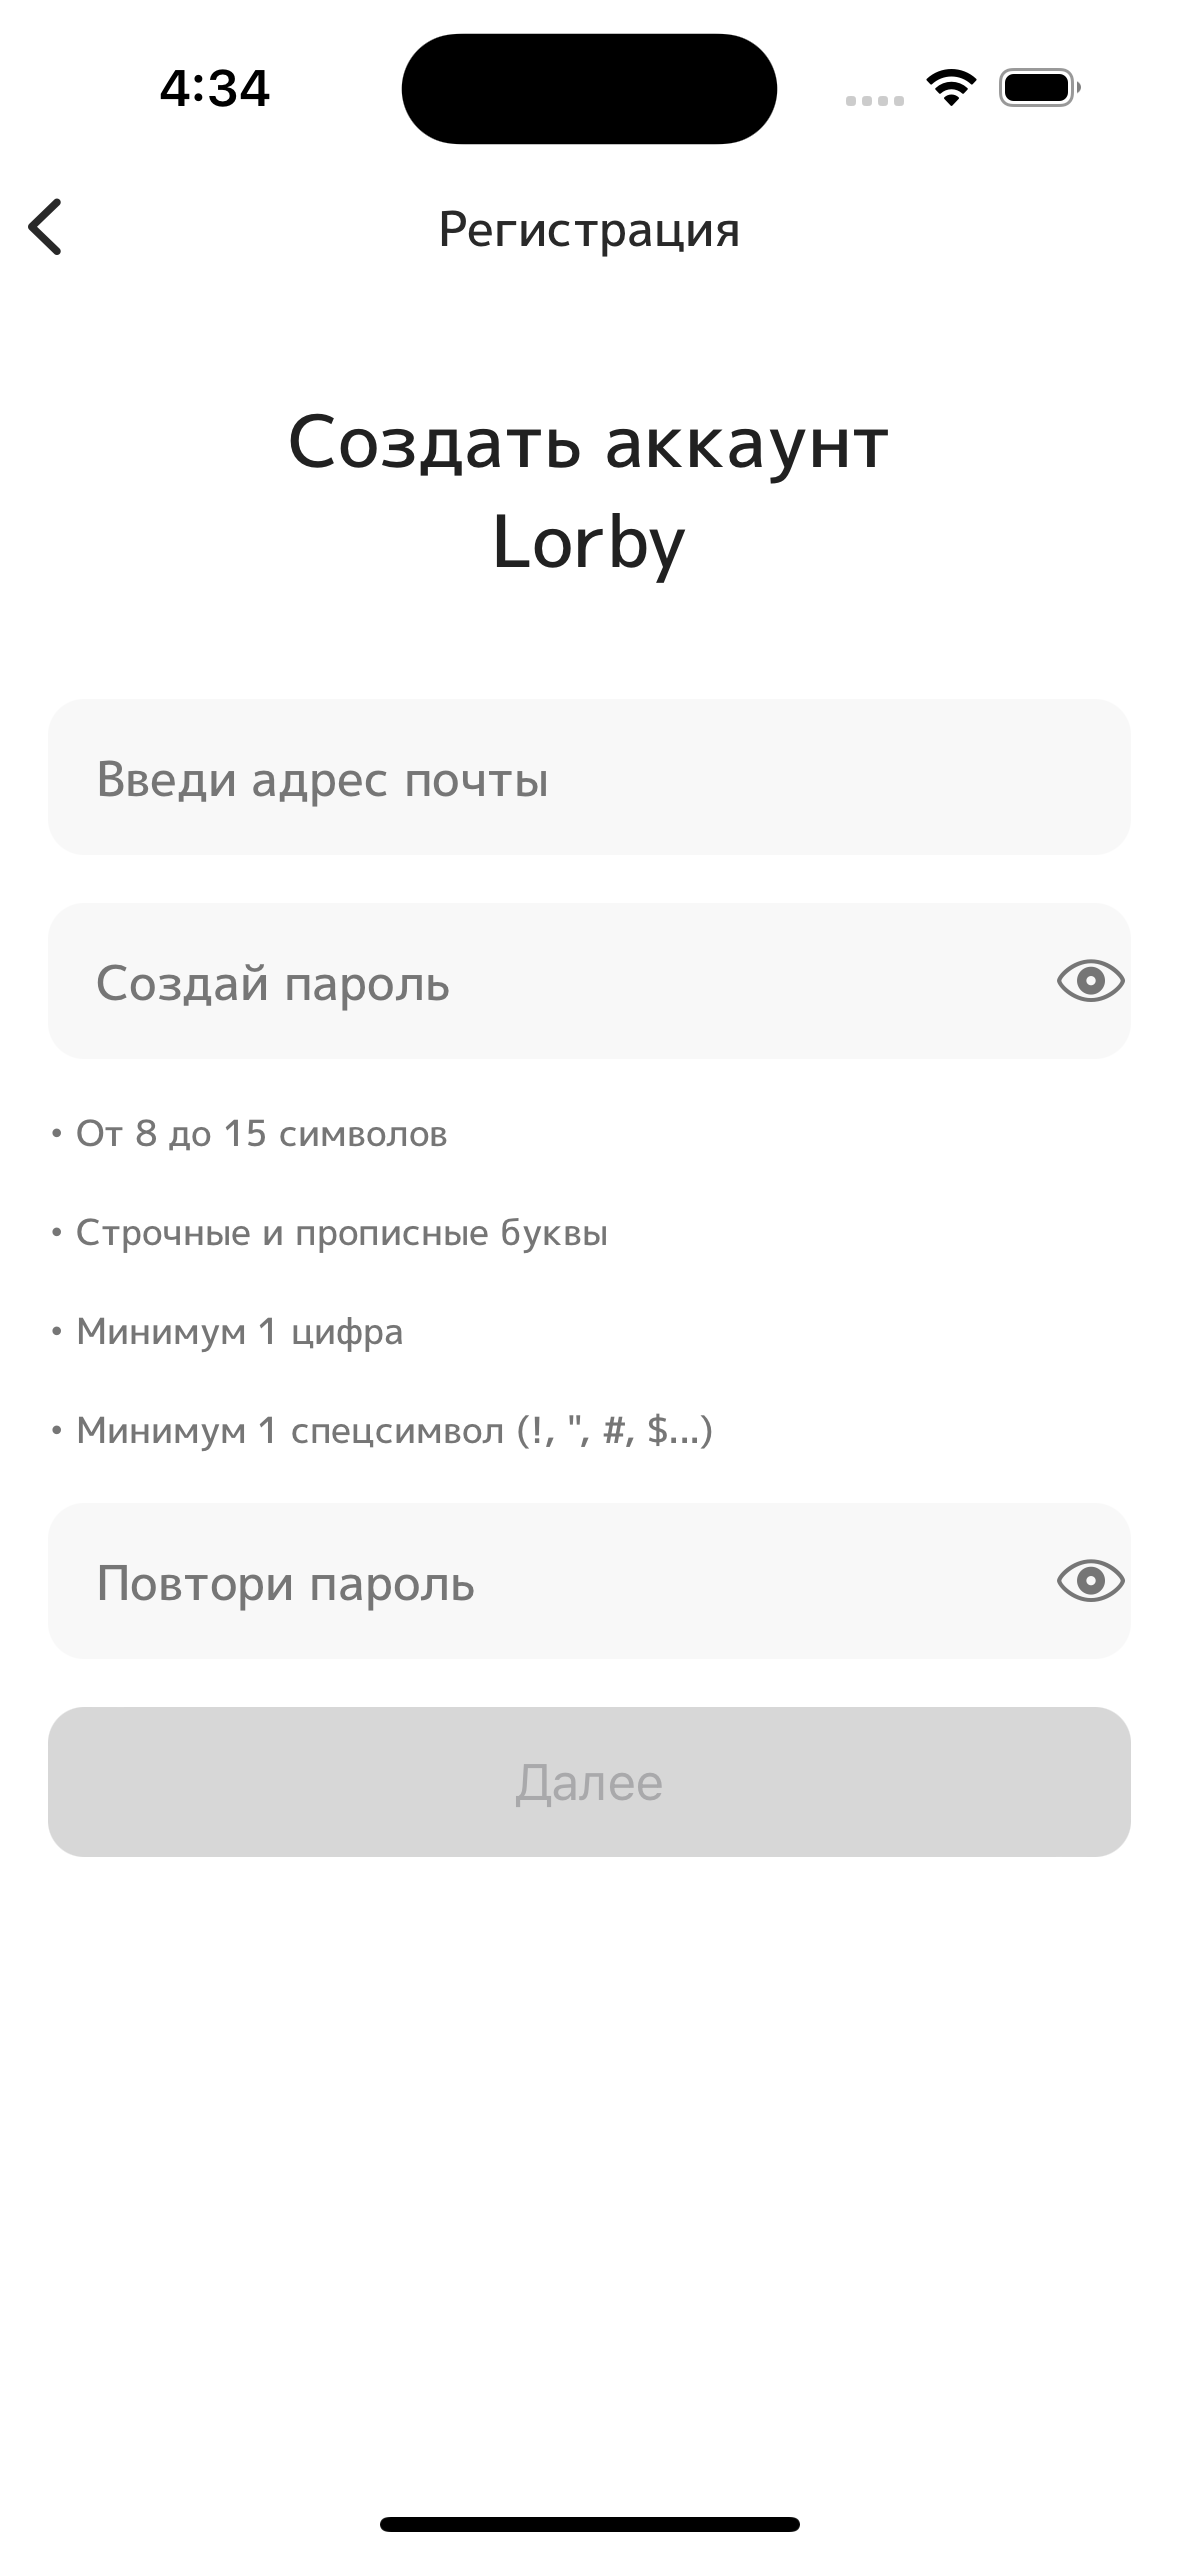 4:34
Регистрация
Создать аккаунт
Lorby
Введи адрес почты
Создай пароль
• От 8 до 15 символов
• Строчные и прописные буквы
• Минимум 1 цифра
• Минимум 1 спецсимвол (!, ", #, $...)
Повтори пароль
Далее